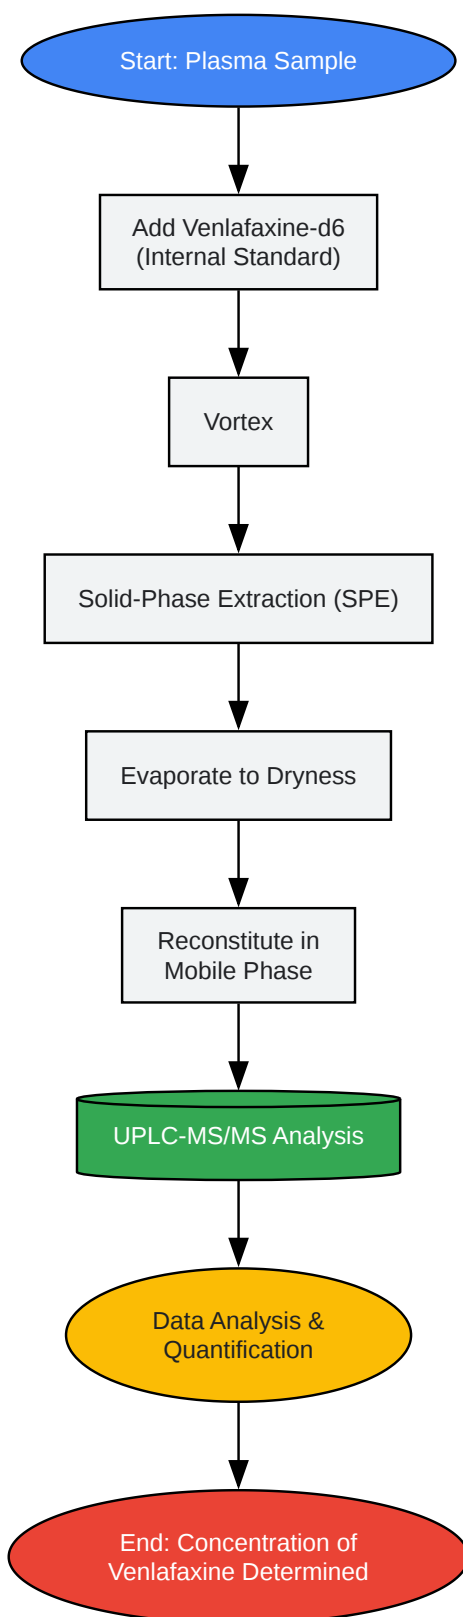 Start: Plasma Sample
Add Venlafaxine-d6
(Internal Standard)
Vortex
Solid-Phase Extraction (SPE)
Evaporate to Dryness
Reconstitute in
Mobile Phase
UPLC-MS/MS Analysis
Data Analysis &
Quantification
End: Concentration of
Venlafaxine Determined